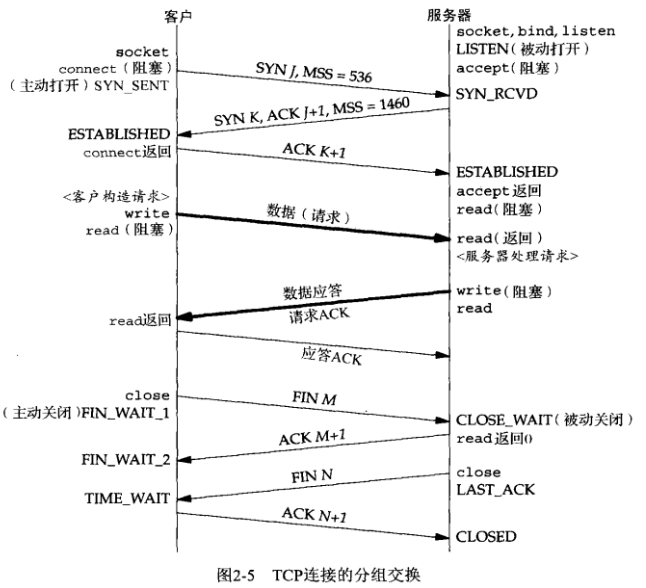 客户
服务器
socket, bind, listen
LISTEN(被动打开)
accept(阻塞)
socket
connect(阻塞)
(主动打开) SYN_SENT
SYN J, MSS = 536
SYN_RCVD
SYN K, ACK J+1, MSS = 1460
ESTABLISHED
connect返回
ACK K+1
ESTABLISHED
accept返回
read(阻塞)
<客户构造请求>
write
read(阻塞)
数据(请求)
read(返回)
<服务器处理请求>
write(阻塞)
read
数据应答
请求ACK
read返回
应答ACK
close
(主动关闭)FIN_WAIT_1
FIN M
CLOSE_WAIT(被动关闭)
read返回0
ACK M+1
FIN_WAIT_2
close
LAST_ACK
FIN N
TIME_WAIT
ACK N+1
CLOSED
图2-5 TCP连接的分组交换